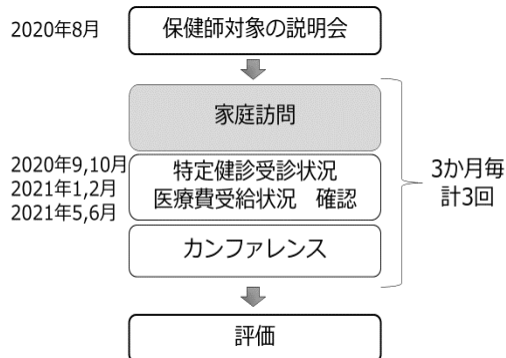 2020年8月
保健師対象の説明会
家庭訪問
2020年9,10月
2021年1,2月
2021年5,6月
特定健診受診状況
医療費受給状況　確認
カンファレンス
3か月毎
計3回
評価